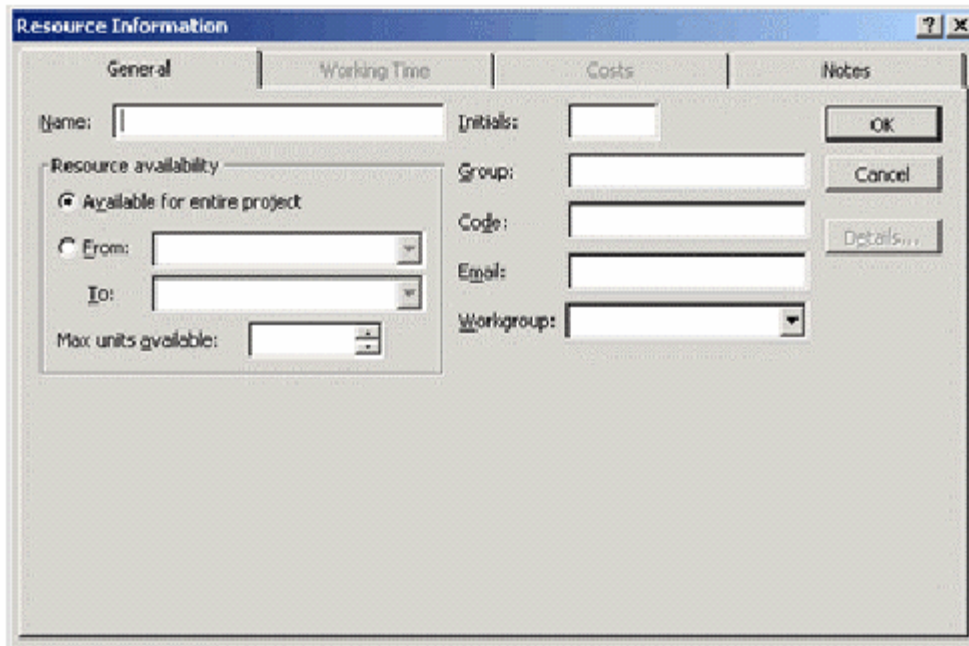 Resource Information
General Working Time Costs Notes
Name: Initials: OK
Resource availability Group: Cancel
Available for entire project Code: Details...
From: Email:
To: Workgroup:
Max units available: